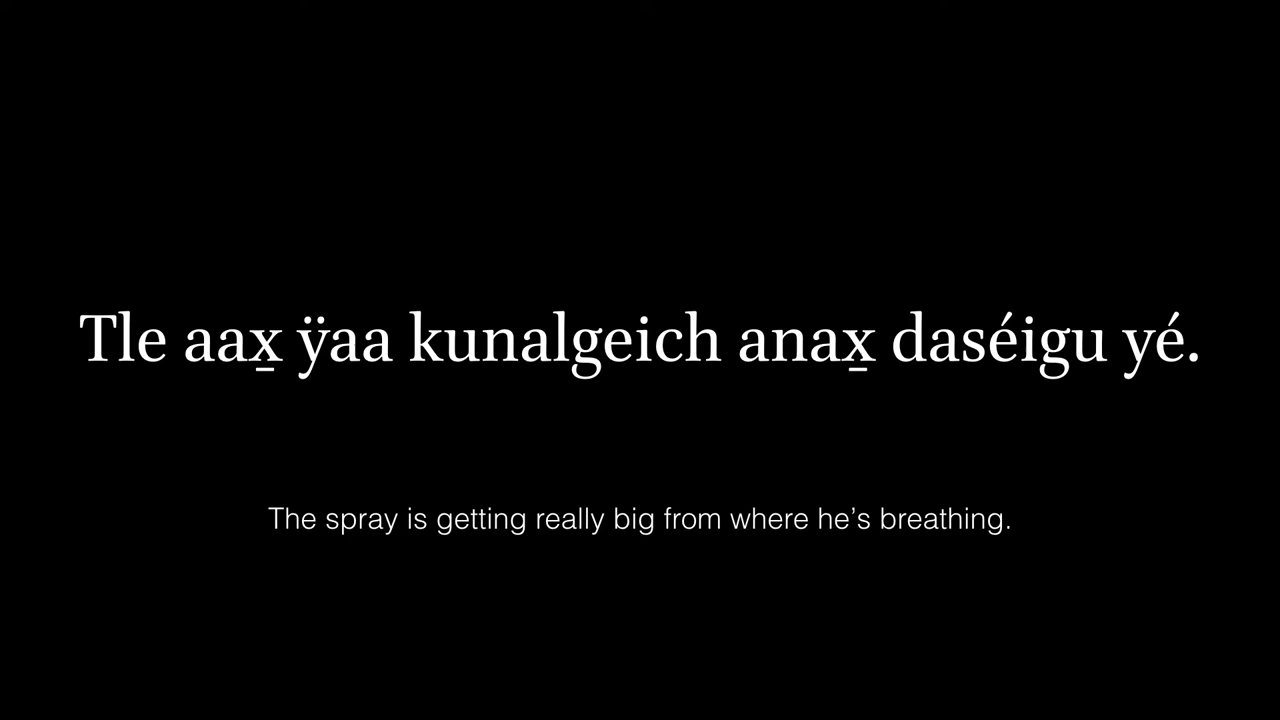 Tle aax̱ ÿaa kunalgeich anax̱ daséigu yé.
The spray is getting really big from where he’s breathing.